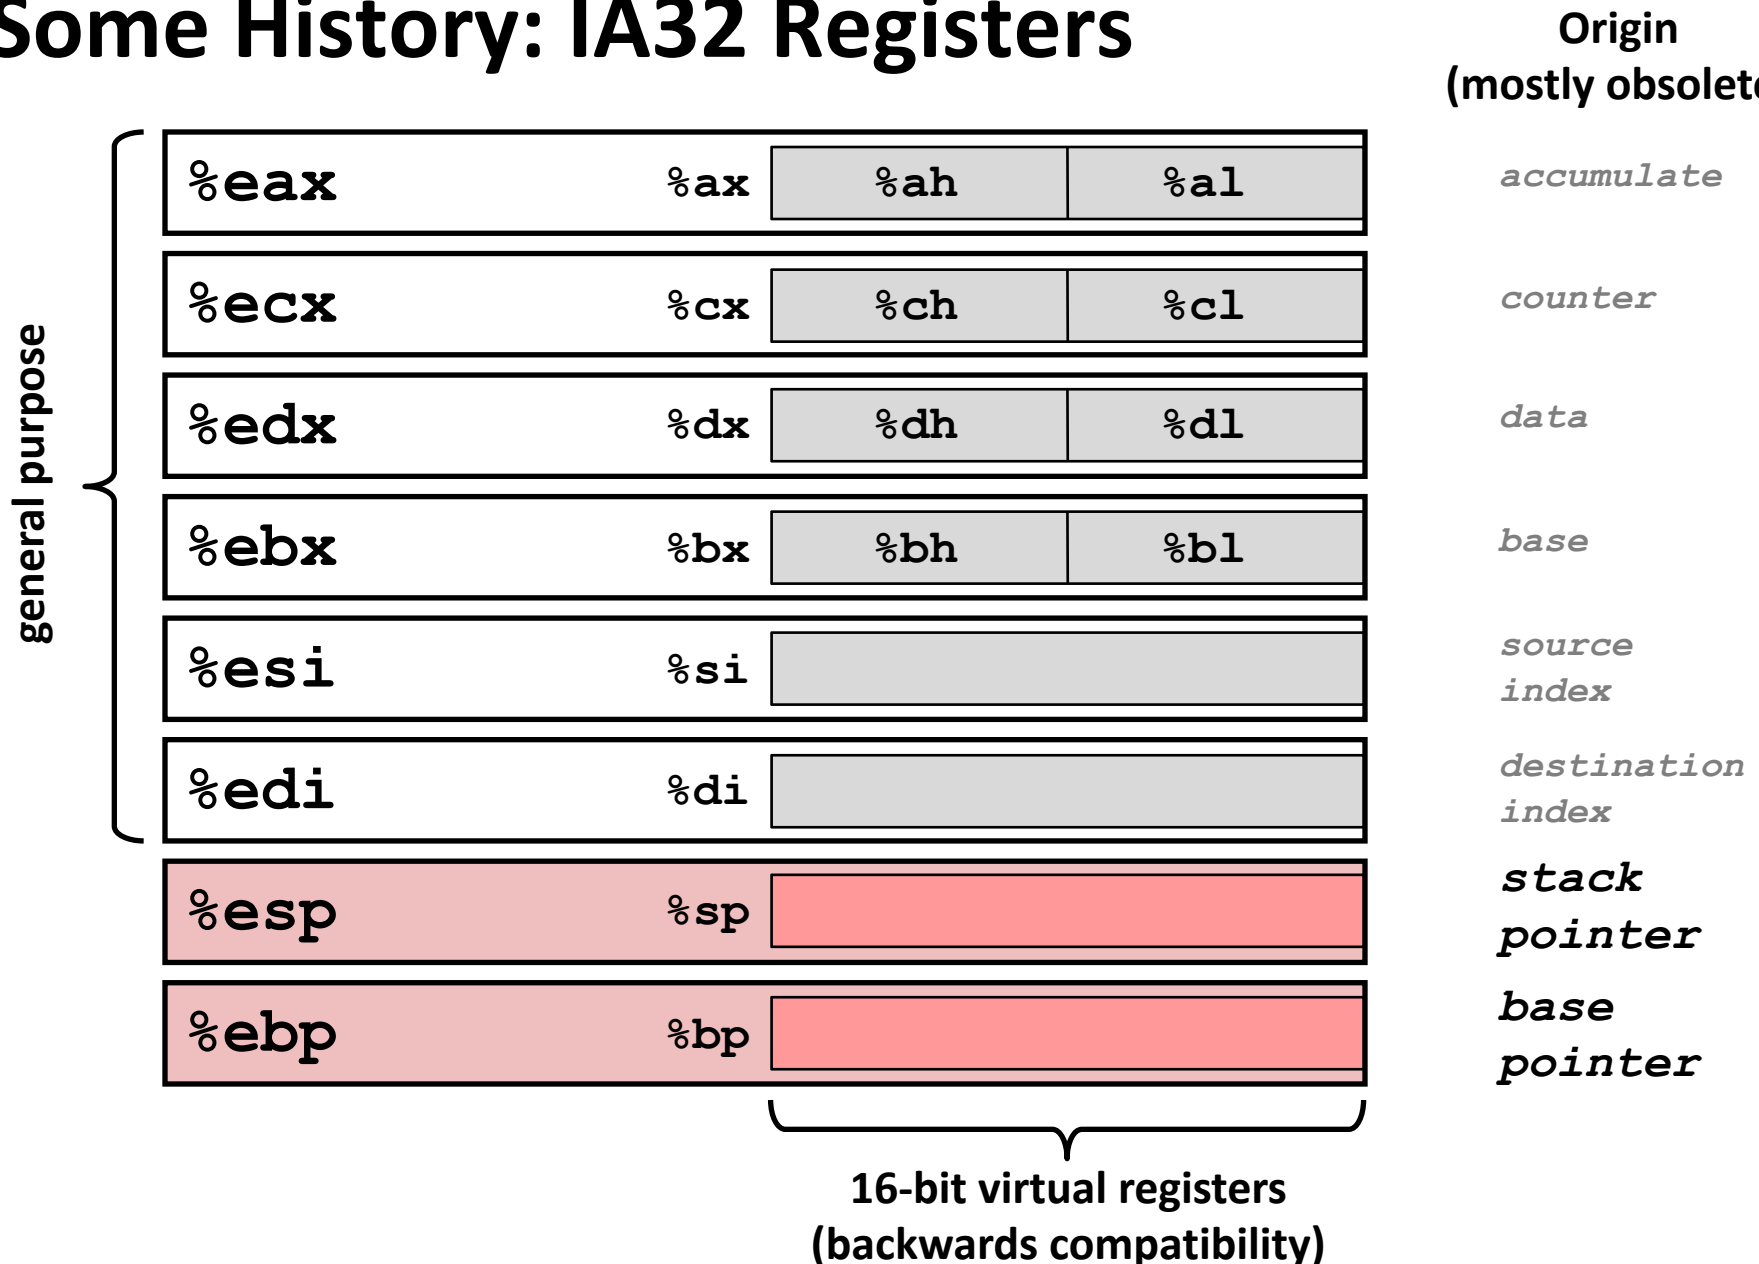 Some History: IA32 Registers
Origin
(mostly obsolete
general purpose
%eax %ax %ah %al accumulate
%ecx %cx %ch %cl counter
%edx %dx %dh %dl data
%ebx %bx %bh %bl base
%esi %si source
index
%edi %di destination
index
%esp %sp stack
pointer
%ebp %bp base
pointer
16-bit virtual registers
(backwards compatibility)